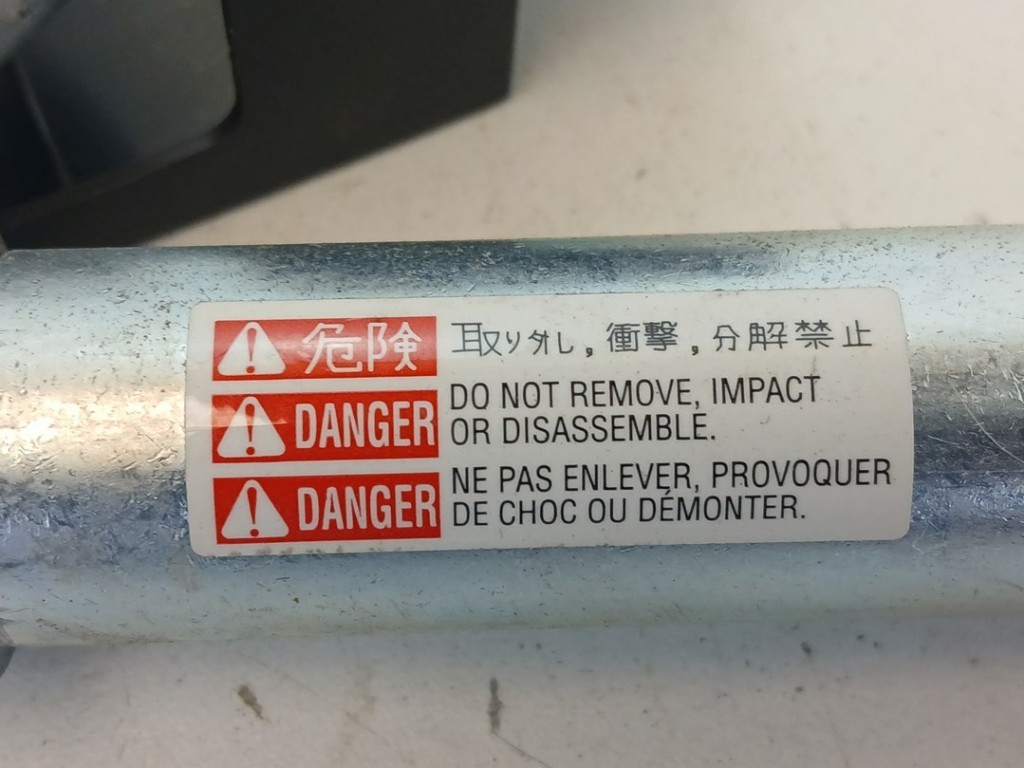 危険 取り外し,衝撃,分解禁止
DANGER DO NOT REMOVE, IMPACT
OR DISASSEMBLE.
DANGER NE PAS ENLEVER, PROVOQUER
DE CHOC OU DÉMONTER.